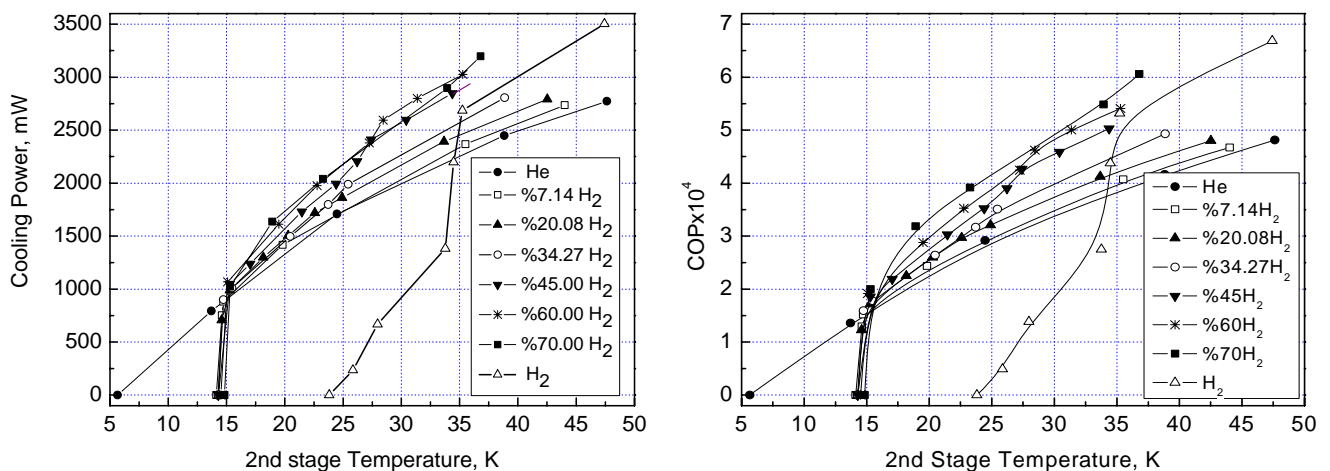 3500
3000
2500
2000
1500
1000
500
0
Cooling Power, mW
5 10 15 20 25 30 35 40 45 50
2nd stage Temperature, K
He
%7.14 H2
%20.08 H2
%34.27 H2
%45.00 H2
%60.00 H2
%70.00 H2
H2
7
6
5
4
3
2
1
0
COPx10^4
5 10 15 20 25 30 35 40 45 50
2nd Stage Temperature, K
He
%7.14H2
%20.08H2
%34.27H2
%45H2
%60H2
%70H2
H2